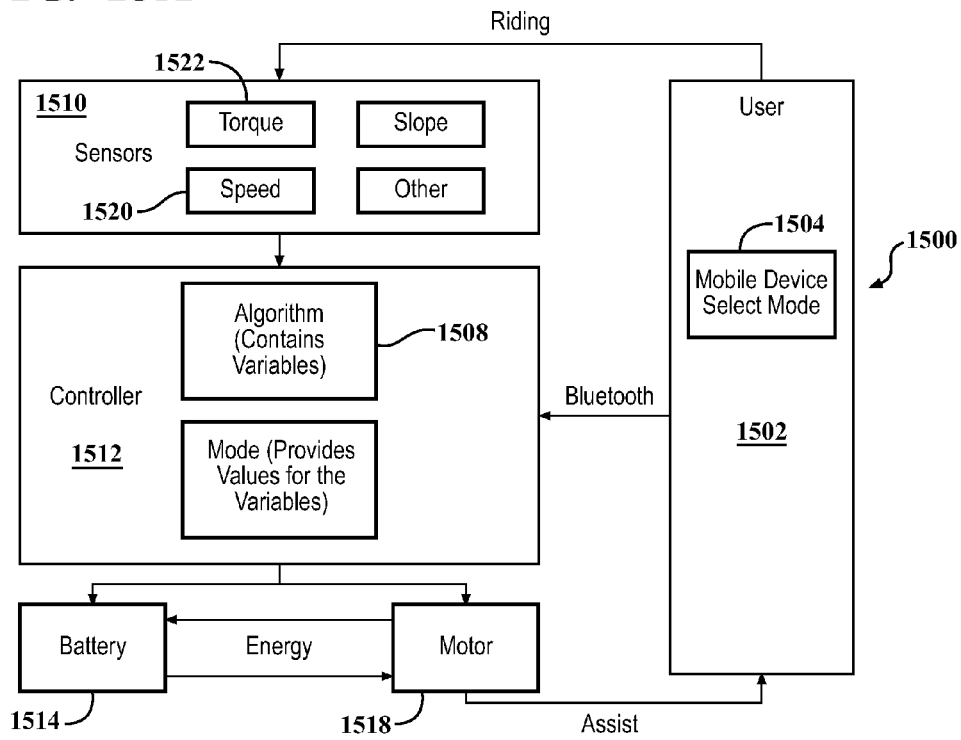 Riding
1522
1510
Torque
Slope
Sensors
Speed
Other
1520
User
1504
Mobile Device
Select Mode
1500
1502
Algorithm
(Contains
Variables)
1508
Controller
1512
Mode (Provides
Values for the
Variables)
Bluetooth
Battery
Energy
Motor
1514
1518
Assist